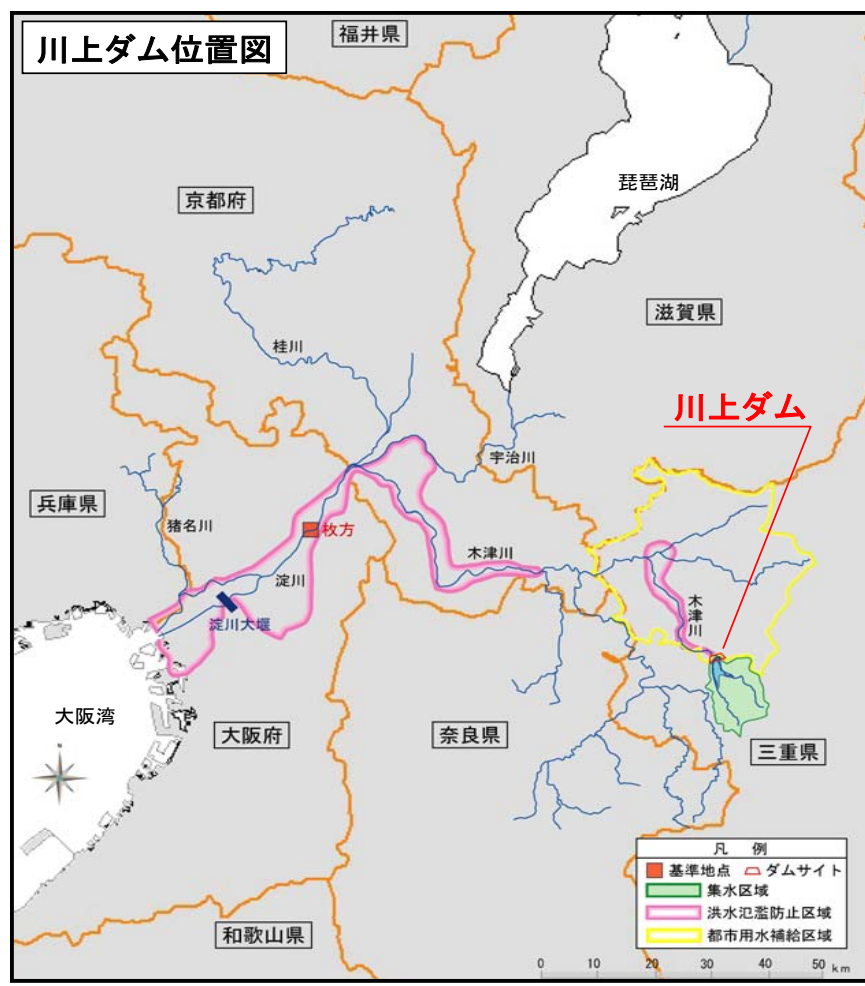 川上ダム位置図
福井県
琵琶湖
京都府
滋賀県
桂川
川上ダム
宇治川
兵庫県
猪名川
枚方
木津川
淀川
木津川
淀川大堰
大阪湾
大阪府
奈良県
三重県
N
和歌山県
凡 例
基準地点 ダムサイト
集水区域
洪水氾濫防止区域
都市用水補給区域
0 10 20 30 40 50 km